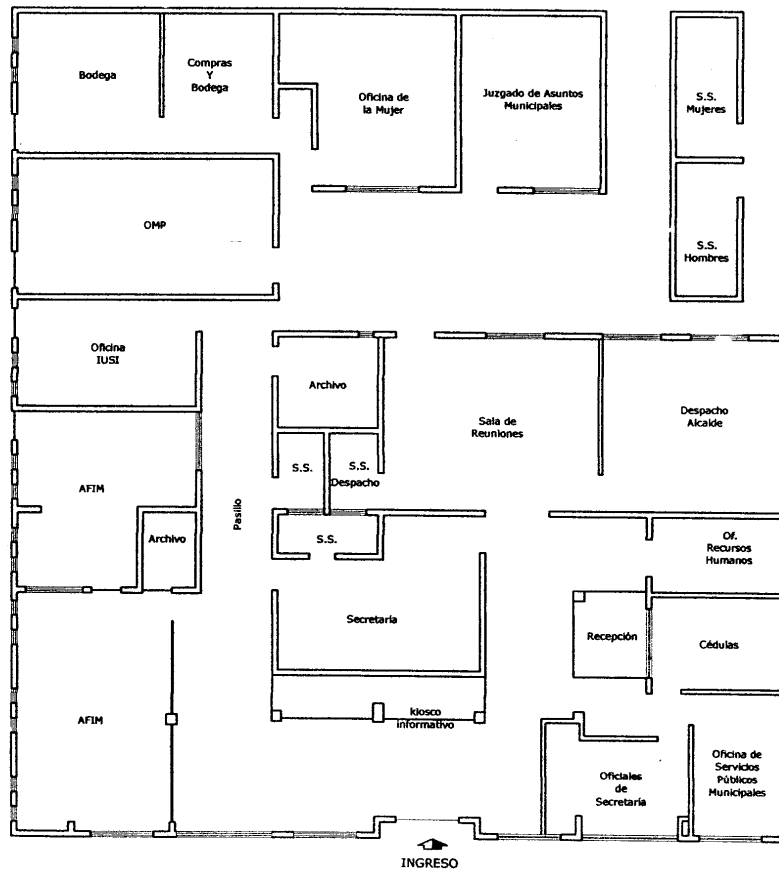 Bodega
Compras
Y
Bodega
Oficina de
la Mujer
Juzgado de Asuntos
Municipales
S.S.
Mujeres
OMP
S.S.
Hombres
Oficina
IUSI
Archivo
Sala de
Reuniones
Despacho
Alcalde
AFIM
S.S.
S.S.
Despacho
Pasillo
Archivo
S.S.
Of.
Recursos
Humanos
Secretaría
Recepción
Cédulas
AFIM
kiosco
informativo
Oficiales
de
Secretaría
Oficina de
Servicios
Públicos
Municipales
INGRESO